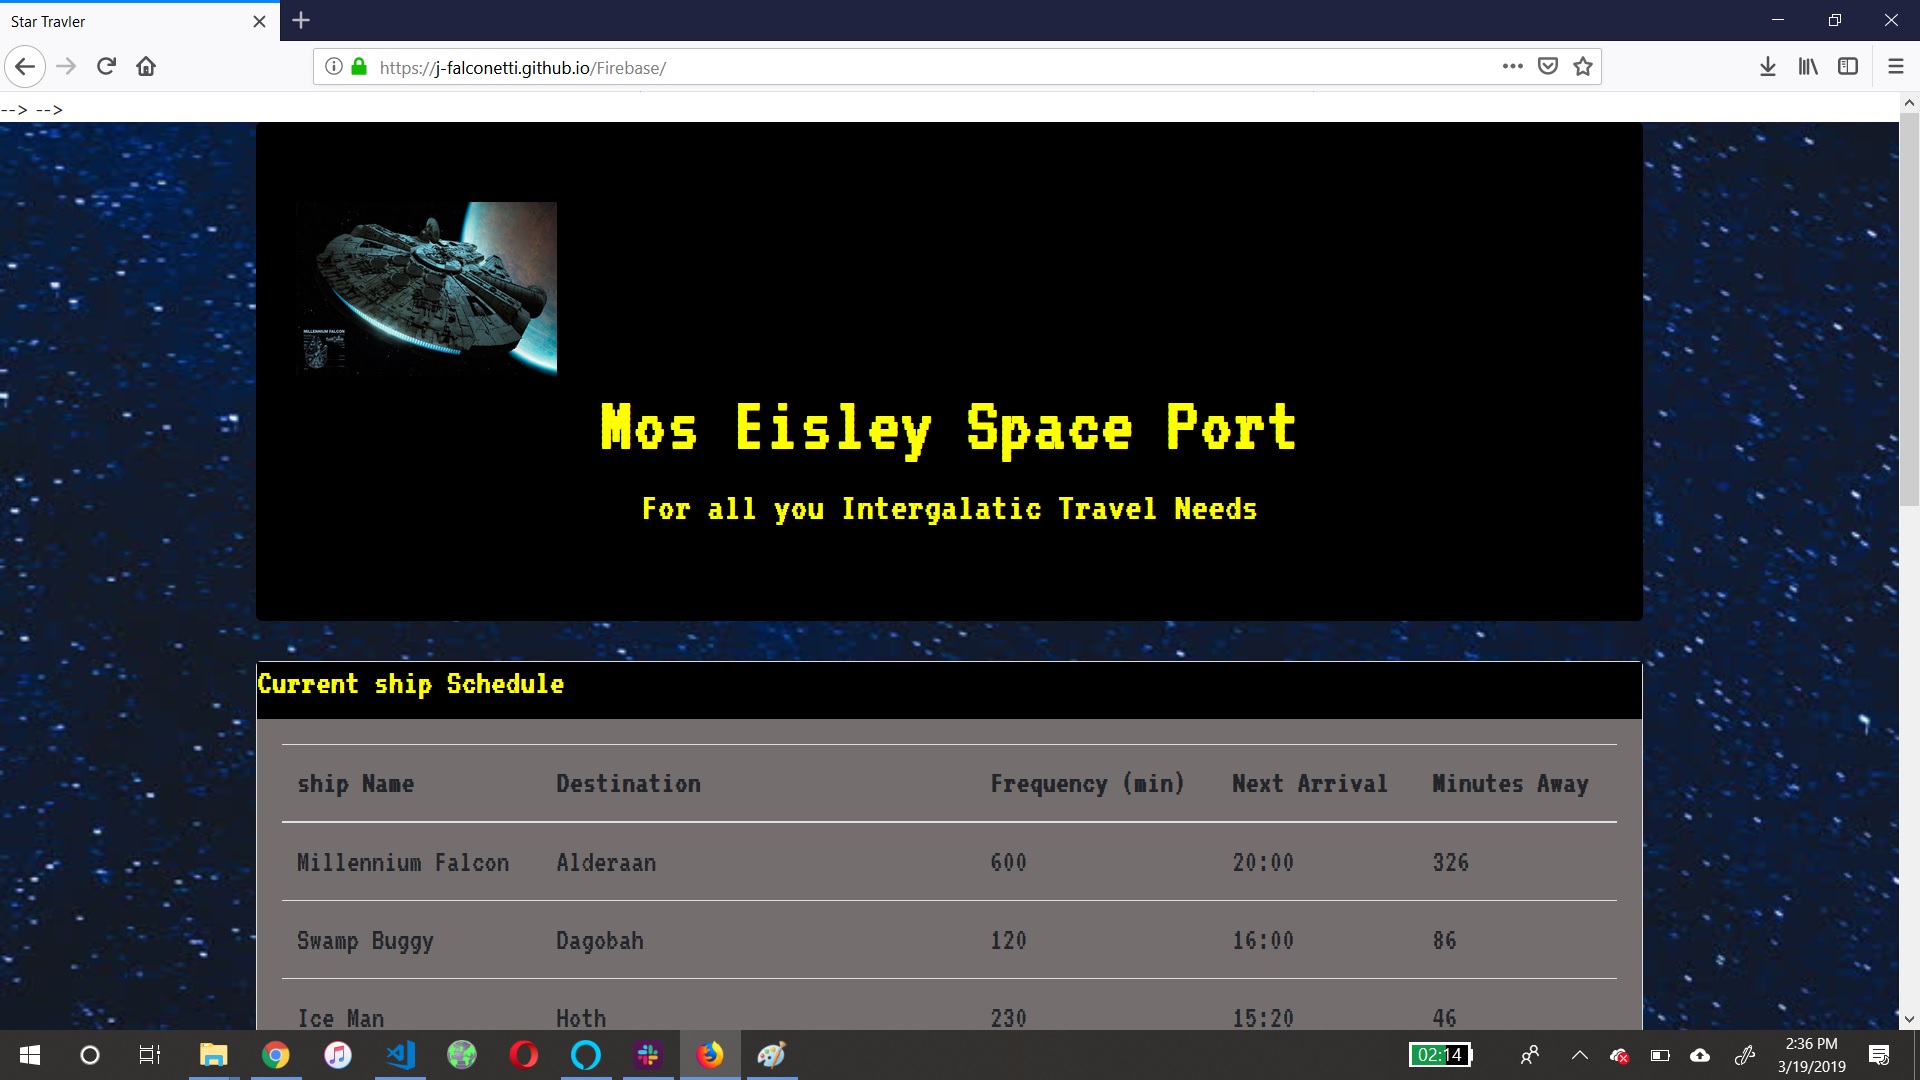 Star Travler
https://j-falconetti.github.io/Firebase/
--> -->
MILLENNIUM FALCON
Mos Eisley Space Port
For all you Intergalatic Travel Needs
Current ship Schedule
ship Name Destination Frequency (min) Next Arrival Minutes Away
Millennium Falcon Alderaan 600 20:00 326
Swamp Buggy Dagobah 120 16:00 86
Ice Man Hoth 230 15:20 46
02:14
2:36 PM
3/19/2019